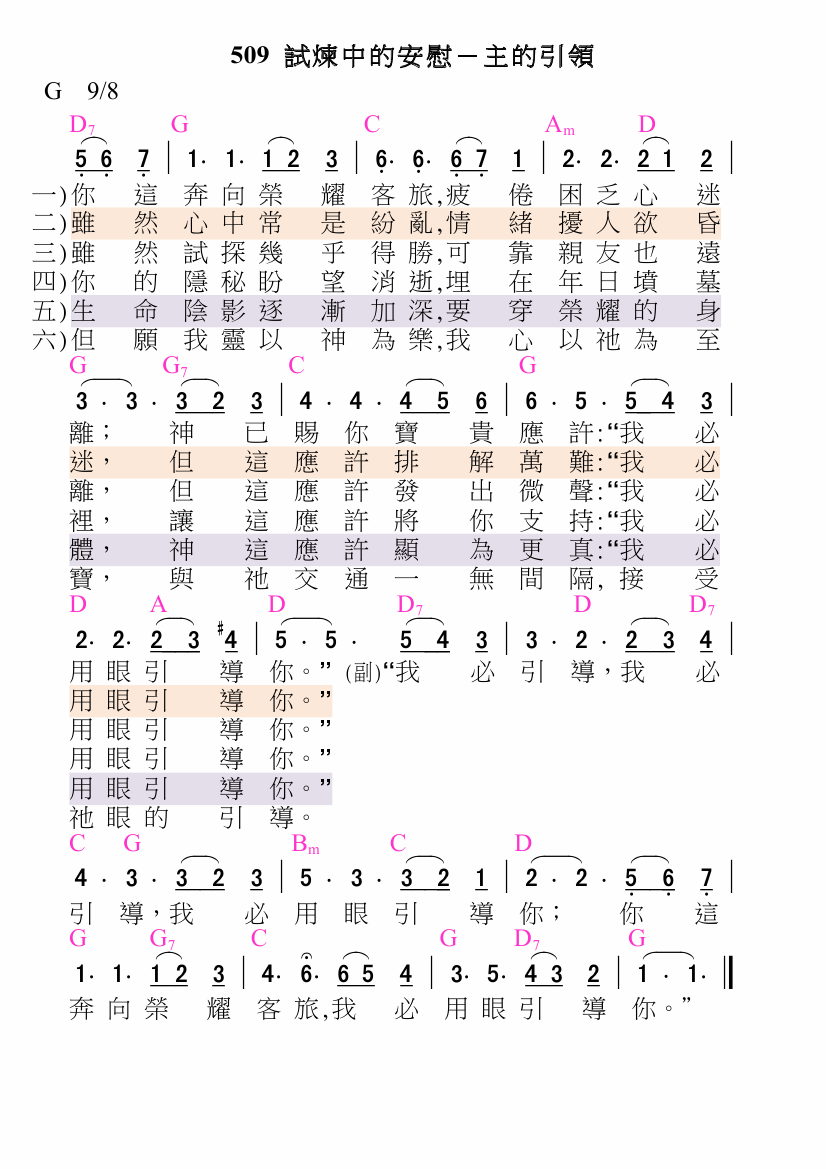 509 試煉中的安慰－主的引領
G 9/8
D7 G C Am D
5 6 7 | 1· 1· 1 2 3 | 6· 6· 6 7 1 | 2· 2· 2 1 2 |
一)你 這 奔 向 榮 耀 客 旅,疲 倦 困 乏 心 迷
二)雖 然 心 中 常 是 紛 亂,情 緒 擾 人 欲 昏
三)雖 然 試 探 幾 乎 得 勝,可 靠 親 友 也 遠
四)你 的 隱 秘 盼 望 消 逝,埋 在 年 日 墳 墓
五)生 命 陰 影 逐 漸 加 深,要 穿 榮 耀 的 身
六)但 願 我 靈 以 神 為 樂,我 心 以 祂 為 至
G G7 C G
3 · 3 · 3 2 3 | 4 · 4 · 4 5 6 | 6 · 5 · 5 4 3 |
離； 神 已 賜 你 寶 貴 應 許:“我 必
迷， 但 這 應 許 排 解 萬 難:“我 必
離， 但 這 應 許 發 出 微 聲:“我 必
裡， 讓 這 應 許 將 你 支 持:“我 必
體， 神 這 應 許 顯 為 更 真:“我 必
寶， 與 祂 交 通 一 無 間 隔, 接 受
D A D D7 D D7
2· 2· 2 3 #4 | 5 · 5 · 5 4 3 | 3 · 2 · 2 3 4 |
用 眼 引 導 你。” (副)“我 必 引 導，我 必
用 眼 引 導 你。”
用 眼 引 導 你。”
用 眼 引 導 你。”
用 眼 引 導 你。”
祂 眼 的 引 導。
C G Bm C D
4 · 3 · 3 2 3 | 5 · 3 · 3 2 1 | 2 · 2 · 5 6 7 |
引 導，我 必 用 眼 引 導 你； 你 這
G G7 C G D7 G
1· 1· 1 2 3 | 4· 6· 6 5 4 | 3· 5· 4 3 2 | 1 · 1· ‖
奔 向 榮 耀 客 旅,我 必 用 眼 引 導 你。”